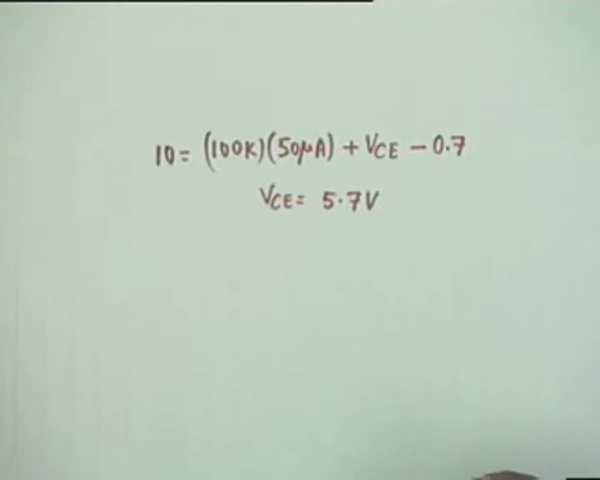 10 = (100K)(50μA) + VCE − 0.7
VCE = 5.7V